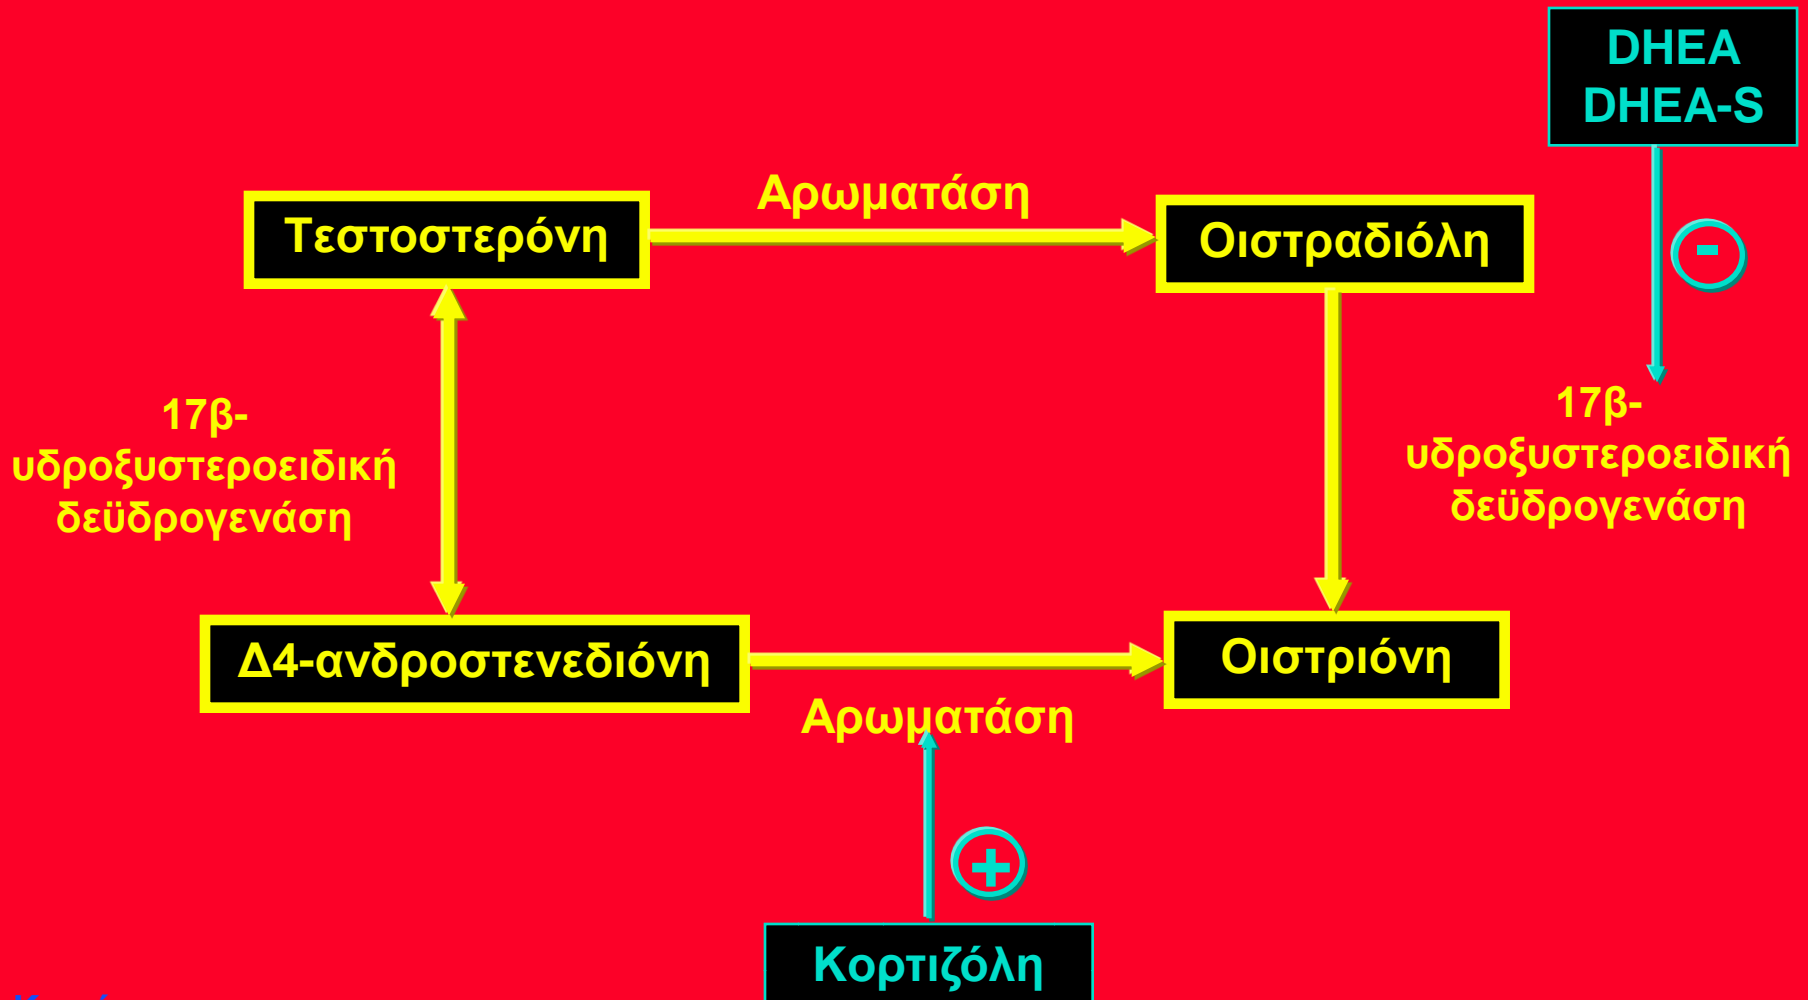 DHEA
DHEA-S
Αρωματάση
Τεστοστερόνη
Οιστραδιόλη
-
17β-
υδροξυστεροειδική
δεϋδρογενάση
17β-
υδροξυστεροειδική
δεϋδρογενάση
Δ4-ανδροστενεδιόνη
Οιστριόνη
Αρωματάση
+
Κορτιζόλη